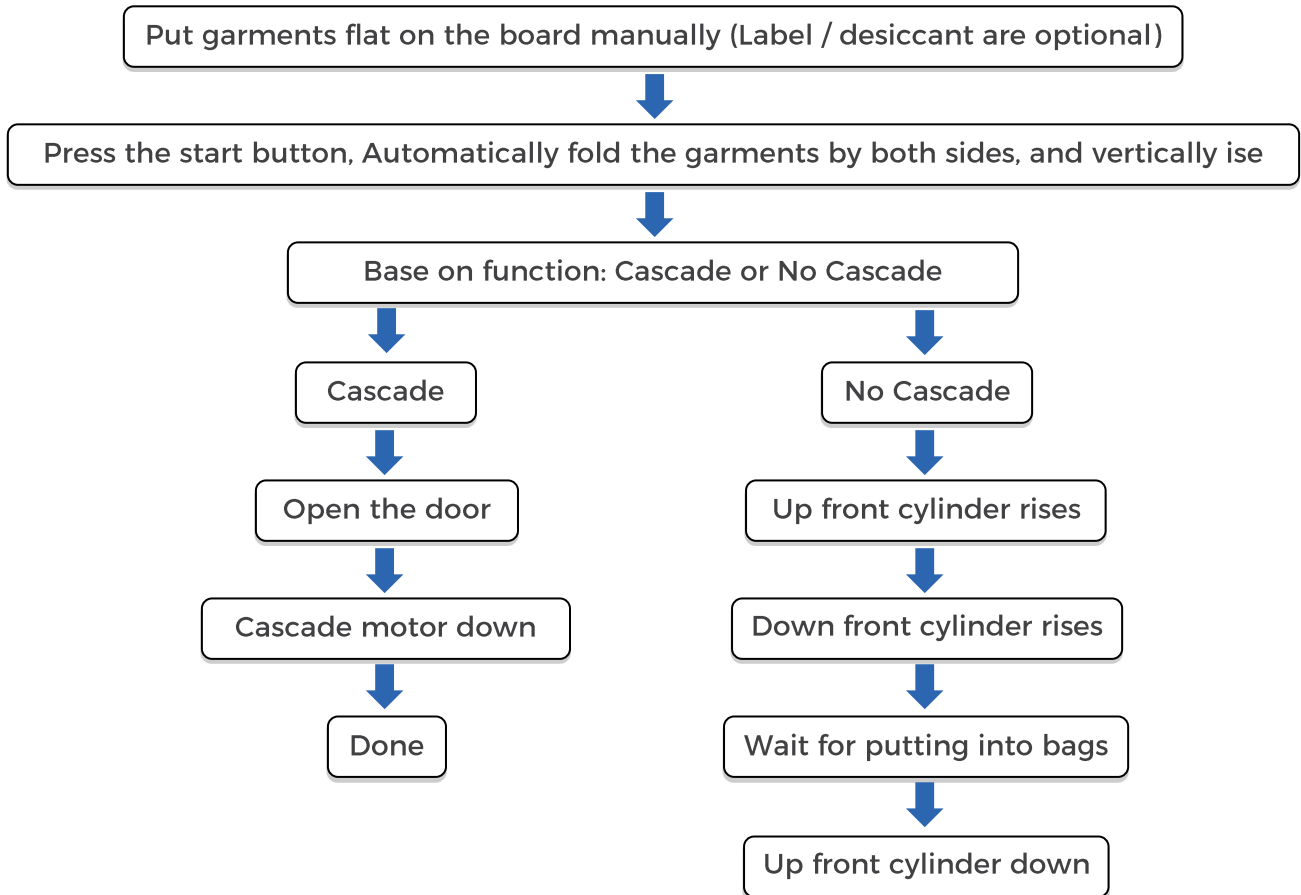 Put garments flat on the board manually (Label / desiccant are optional)
Press the start button, Automatically fold the garments by both sides, and vertically ise
Base on function: Cascade or No Cascade
Cascade
No Cascade
Open the door
Up front cylinder rises
Cascade motor down
Down front cylinder rises
Done
Wait for putting into bags
Up front cylinder down